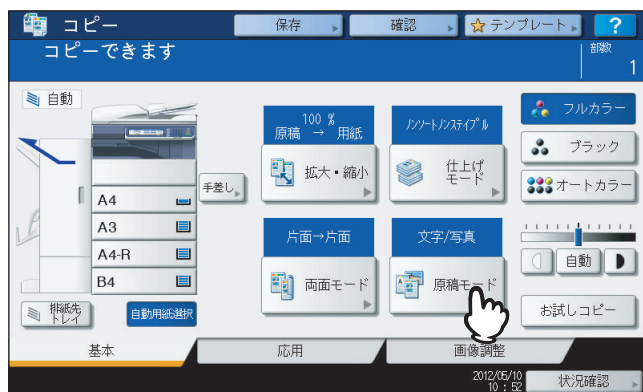 コピー
保存
確認
テンプレート
?
コピーできます
部数
1
自動
A4
A3
A4-R
B4
手差し
排紙先
トレイ
自動用紙選択
100 %
原稿 → 用紙
拡大・縮小
ノンソート/ノンステイプル
仕上げ
モード
片面→片面
両面モード
文字/写真
原稿モード
フルカラー
ブラック
オートカラー
自動
お試しコピー
基本
応用
画像調整
2012/05/10
10 : 52
状況確認